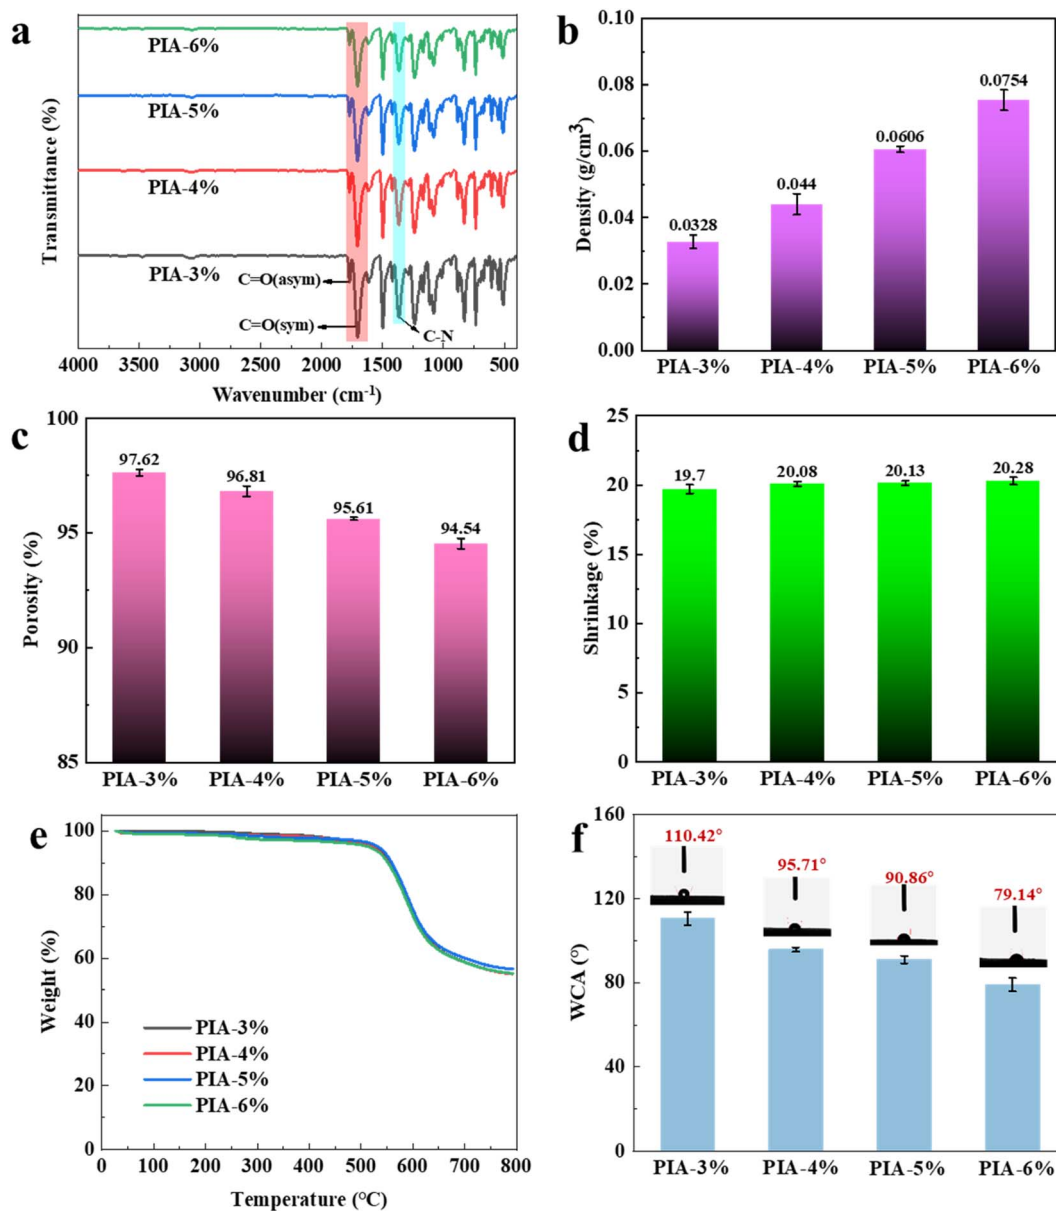 a
PIA-6%
PIA-5%
PIA-4%
PIA-3%
C=O(asym)
C=O(sym)
C-N
Transmittance (%)
4000 3500 3000 2500 2000 1500 1000 500
Wavenumber (cm-1)
b
Density (g/cm3)
0.10
0.08
0.06
0.04
0.02
0.00
0.0328
0.044
0.0606
0.0754
PIA-3% PIA-4% PIA-5% PIA-6%
c
Porosity (%)
100
95
90
85
97.62
96.81
95.61
94.54
PIA-3% PIA-4% PIA-5% PIA-6%
d
Shrinkage (%)
25
20
15
10
5
0
19.7
20.08
20.13
20.28
PIA-3% PIA-4% PIA-5% PIA-6%
e
Weight (%)
100
80
60
40
20
0
PIA-3%
PIA-4%
PIA-5%
PIA-6%
0 100 200 300 400 500 600 700 800
Temperature (°C)
f
WCA (°)
160
120
80
40
0
110.42°
95.71°
90.86°
79.14°
PIA-3% PIA-4% PIA-5% PIA-6%